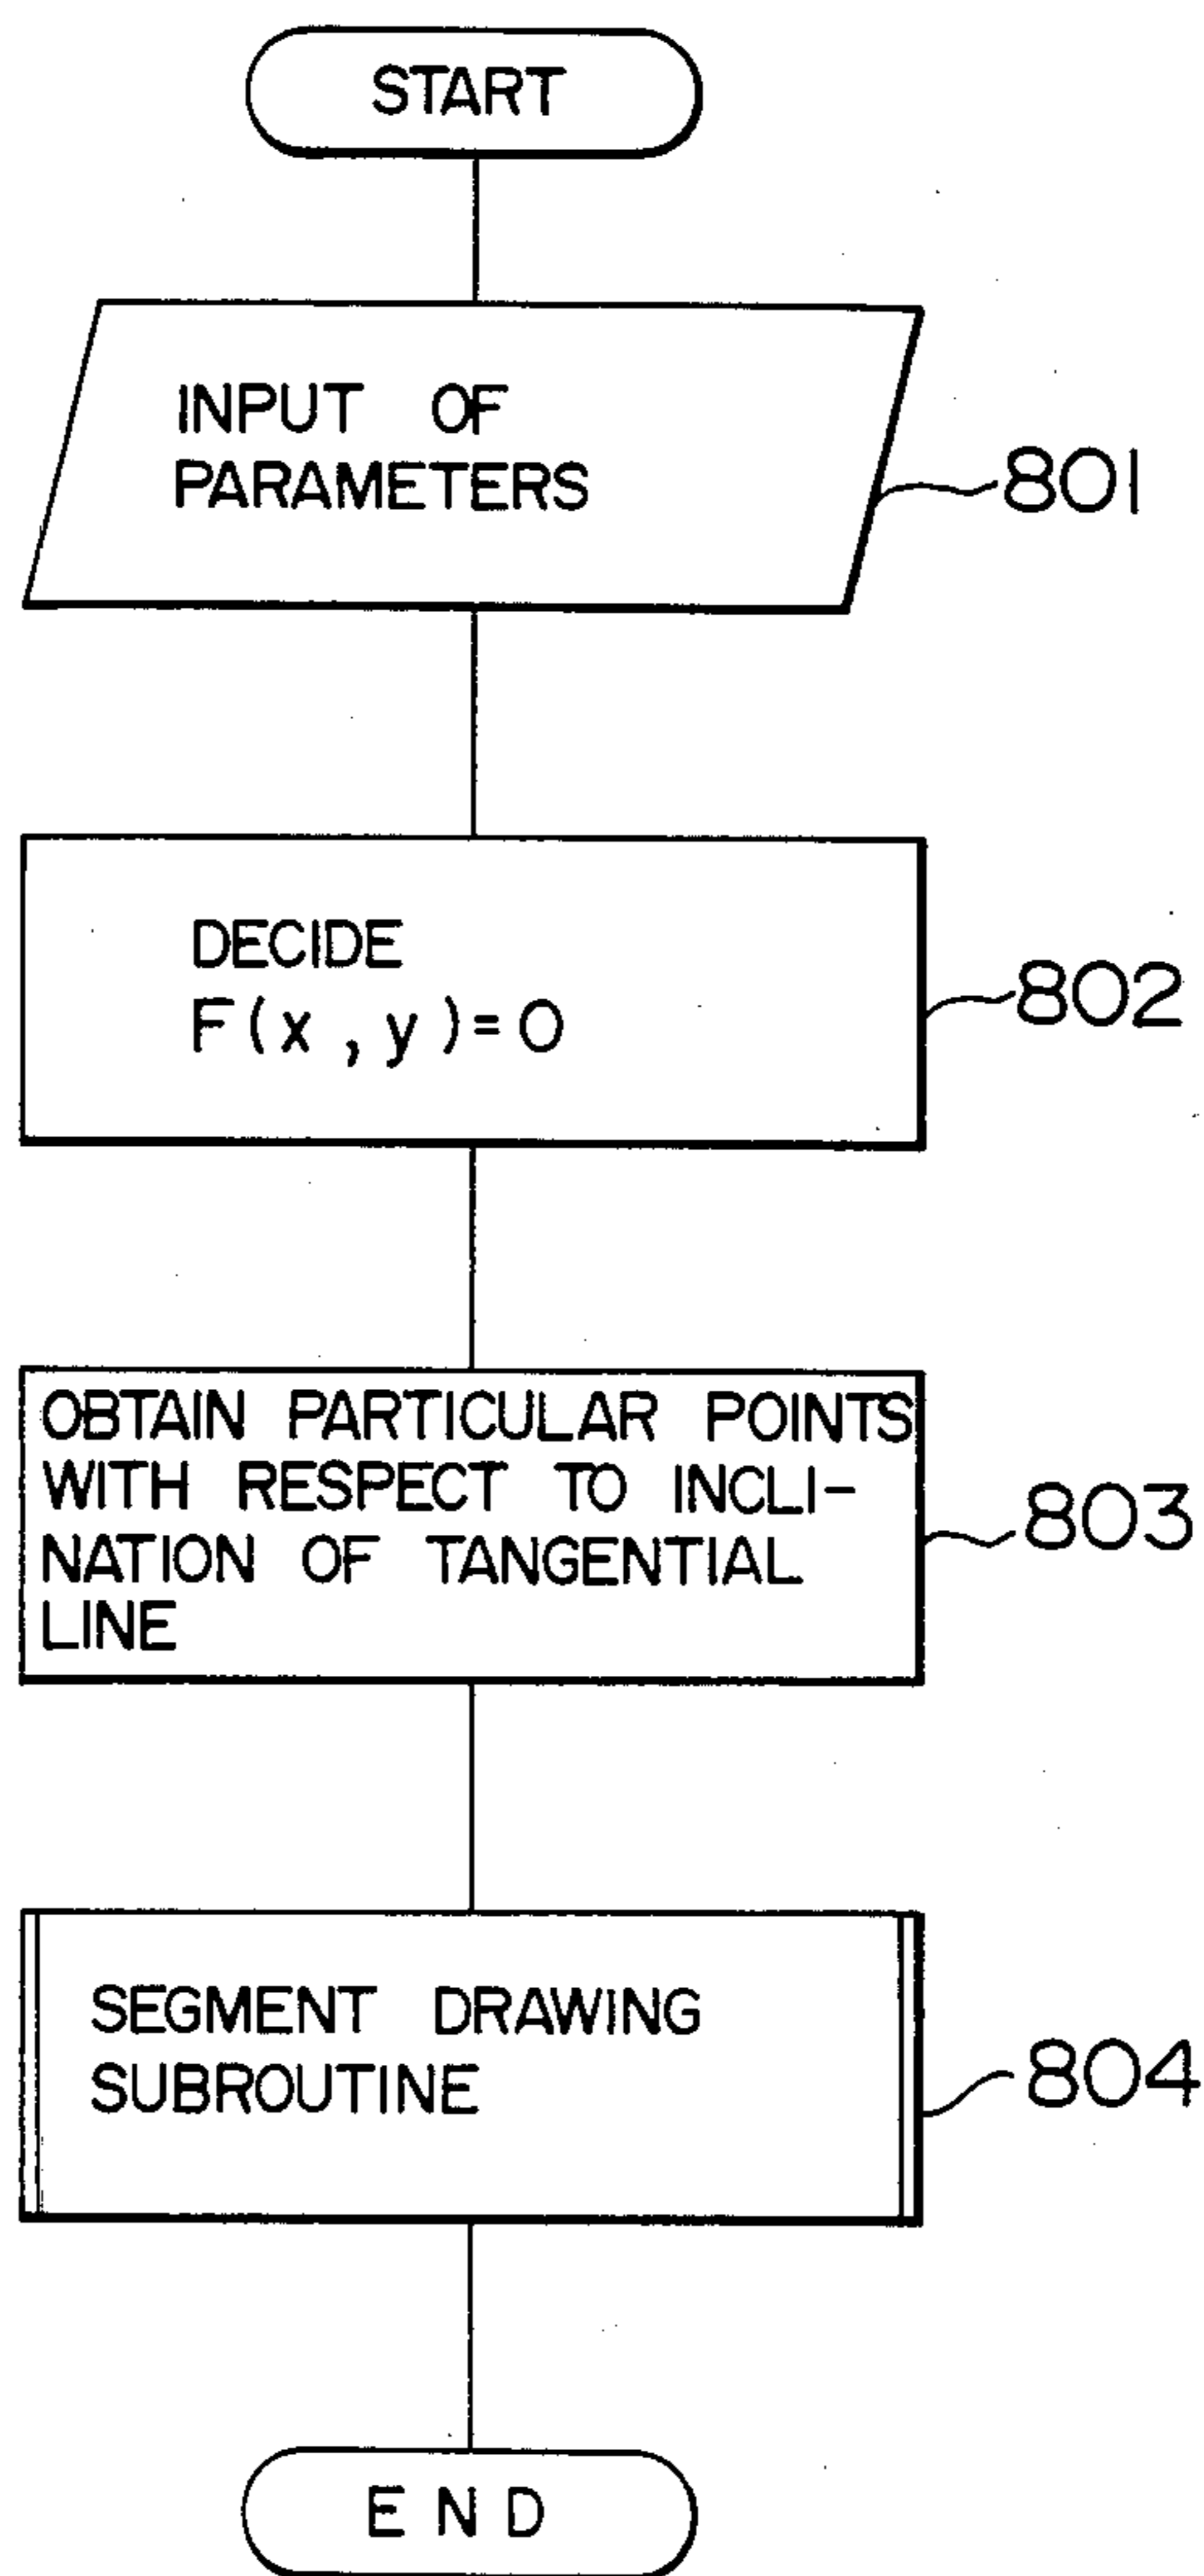 START
INPUT OF
PARAMETERS
801
DECIDE
F(x,y)=0
802
OBTAIN PARTICULAR POINTS
WITH RESPECT TO INCLI-
NATION OF TANGENTIAL
LINE
803
SEGMENT DRAWING
SUBROUTINE
804
END